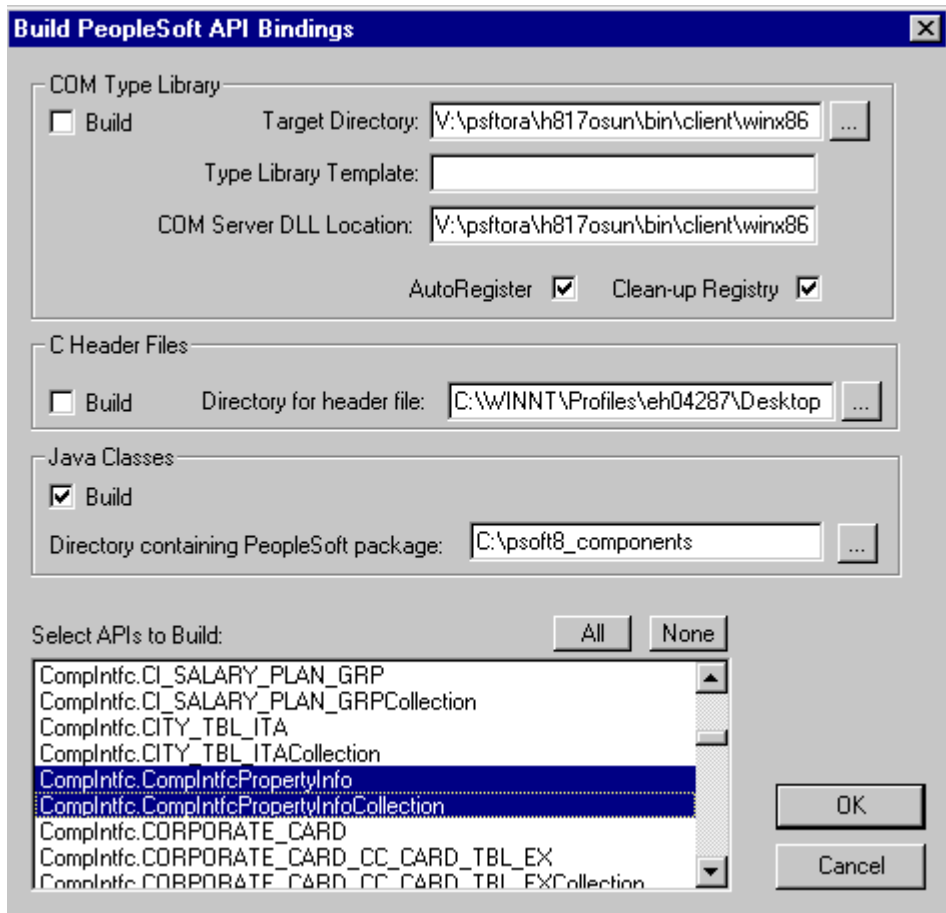 Build PeopleSoft API Bindings
COM Type Library
Build Target Directory: V:\psftora\h817osun\bin\client\winx86 ...
Type Library Template:
COM Server DLL Location: V:\psftora\h817osun\bin\client\winx86
AutoRegister Clean-up Registry
C Header Files
Build Directory for header file: C:\WINNT\Profiles\eh04287\Desktop ...
Java Classes
Build
Directory containing PeopleSoft package: C:\psoft8_components ...
Select APIs to Build: All None
CompIntfc.CI_SALARY_PLAN_GRP
CompIntfc.CI_SALARY_PLAN_GRPCollection
CompIntfc.CITY_TBL_ITA
CompIntfc.CITY_TBL_ITACollection
CompIntfc.CompIntfcPropertyInfo
CompIntfc.CompIntfcPropertyInfoCollection
CompIntfc.CORPORATE_CARD
CompIntfc.CORPORATE_CARD_CC_CARD_TBL_EX
CompIntfc.CORPORATE_CARD_CC_CARD_TBL_EXCollection
OK
Cancel